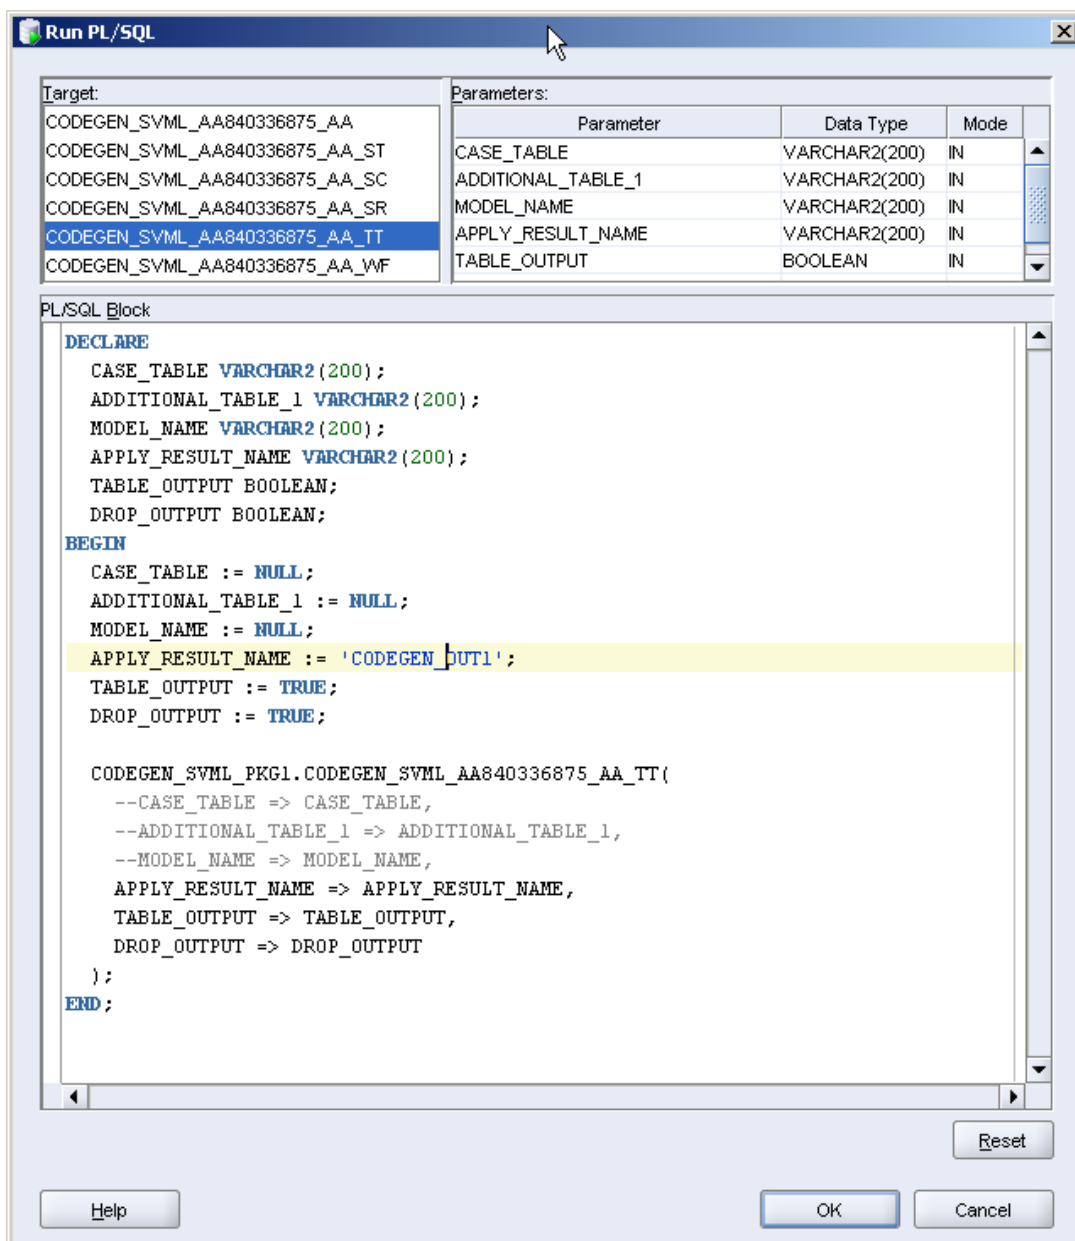 Run PL/SQL
Target:
CODEGEN_SVML_AA840336875_AA
CODEGEN_SVML_AA840336875_AA_ST
CODEGEN_SVML_AA840336875_AA_SC
CODEGEN_SVML_AA840336875_AA_SR
CODEGEN_SVML_AA840336875_AA_TT
CODEGEN_SVML_AA840336875_AA_WF
Parameters:
Parameter Data Type Mode
CASE_TABLE VARCHAR2(200) IN
ADDITIONAL_TABLE_1 VARCHAR2(200) IN
MODEL_NAME VARCHAR2(200) IN
APPLY_RESULT_NAME VARCHAR2(200) IN
TABLE_OUTPUT BOOLEAN IN
PL/SQL Block
DECLARE
  CASE_TABLE VARCHAR2(200);
  ADDITIONAL_TABLE_1 VARCHAR2(200);
  MODEL_NAME VARCHAR2(200);
  APPLY_RESULT_NAME VARCHAR2(200);
  TABLE_OUTPUT BOOLEAN;
  DROP_OUTPUT BOOLEAN;
BEGIN
  CASE_TABLE := NULL;
  ADDITIONAL_TABLE_1 := NULL;
  MODEL_NAME := NULL;
  APPLY_RESULT_NAME := 'CODEGEN_OUT1';
  TABLE_OUTPUT := TRUE;
  DROP_OUTPUT := TRUE;
  CODEGEN_SVML_PKG1.CODEGEN_SVML_AA840336875_AA_TT(
    --CASE_TABLE => CASE_TABLE,
    --ADDITIONAL_TABLE_1 => ADDITIONAL_TABLE_1,
    --MODEL_NAME => MODEL_NAME,
    APPLY_RESULT_NAME => APPLY_RESULT_NAME,
    TABLE_OUTPUT => TABLE_OUTPUT,
    DROP_OUTPUT => DROP_OUTPUT
  );
END;
Reset
Help
OK
Cancel